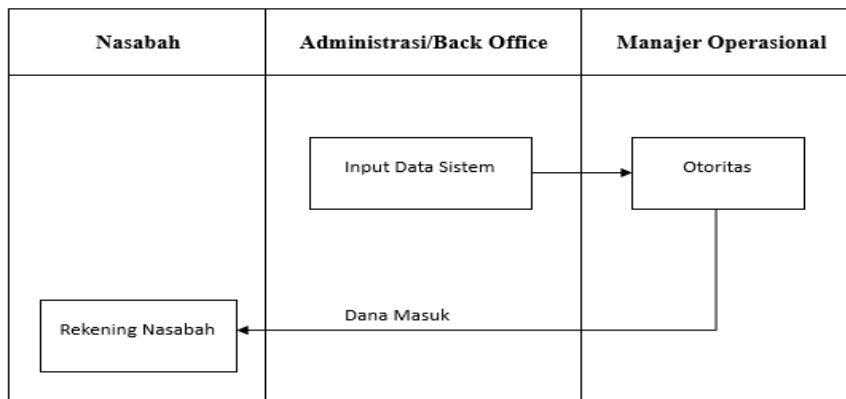 Nasabah
Administrasi/Back Office
Manajer Operasional
Input Data Sistem
Otoritas
Dana Masuk
Rekening Nasabah